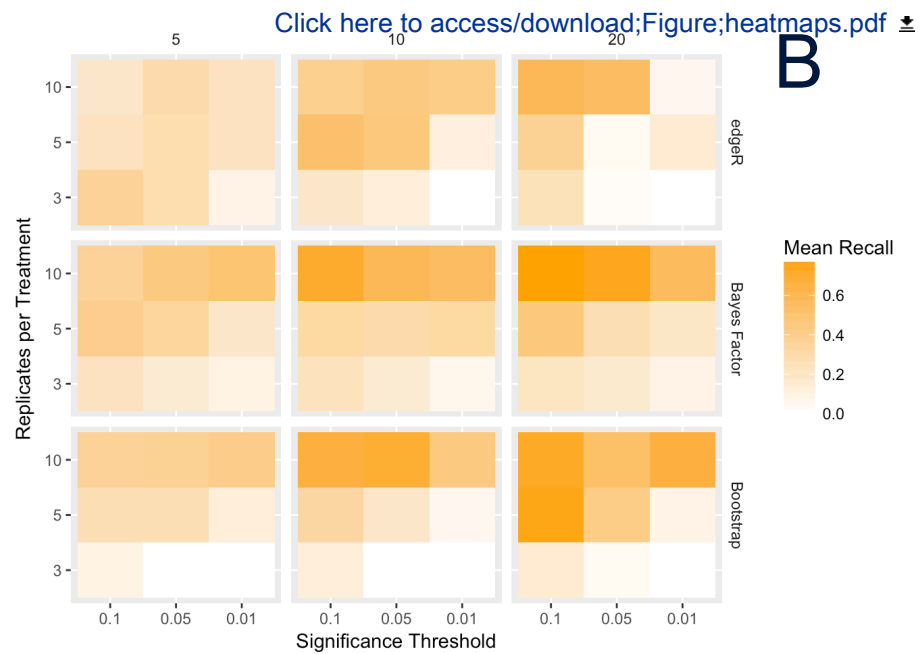 Click here to access/download;Figure;heatmaps.pdf
B
5 10 20
Replicates per Treatment
10
5
3
edgeR
10
5
3
Bayes Factor
10
5
3
Bootstrap
0.1 0.05 0.01 0.1 0.05 0.01 0.1 0.05 0.01
Significance Threshold
Mean Recall
0.6
0.4
0.2
0.0